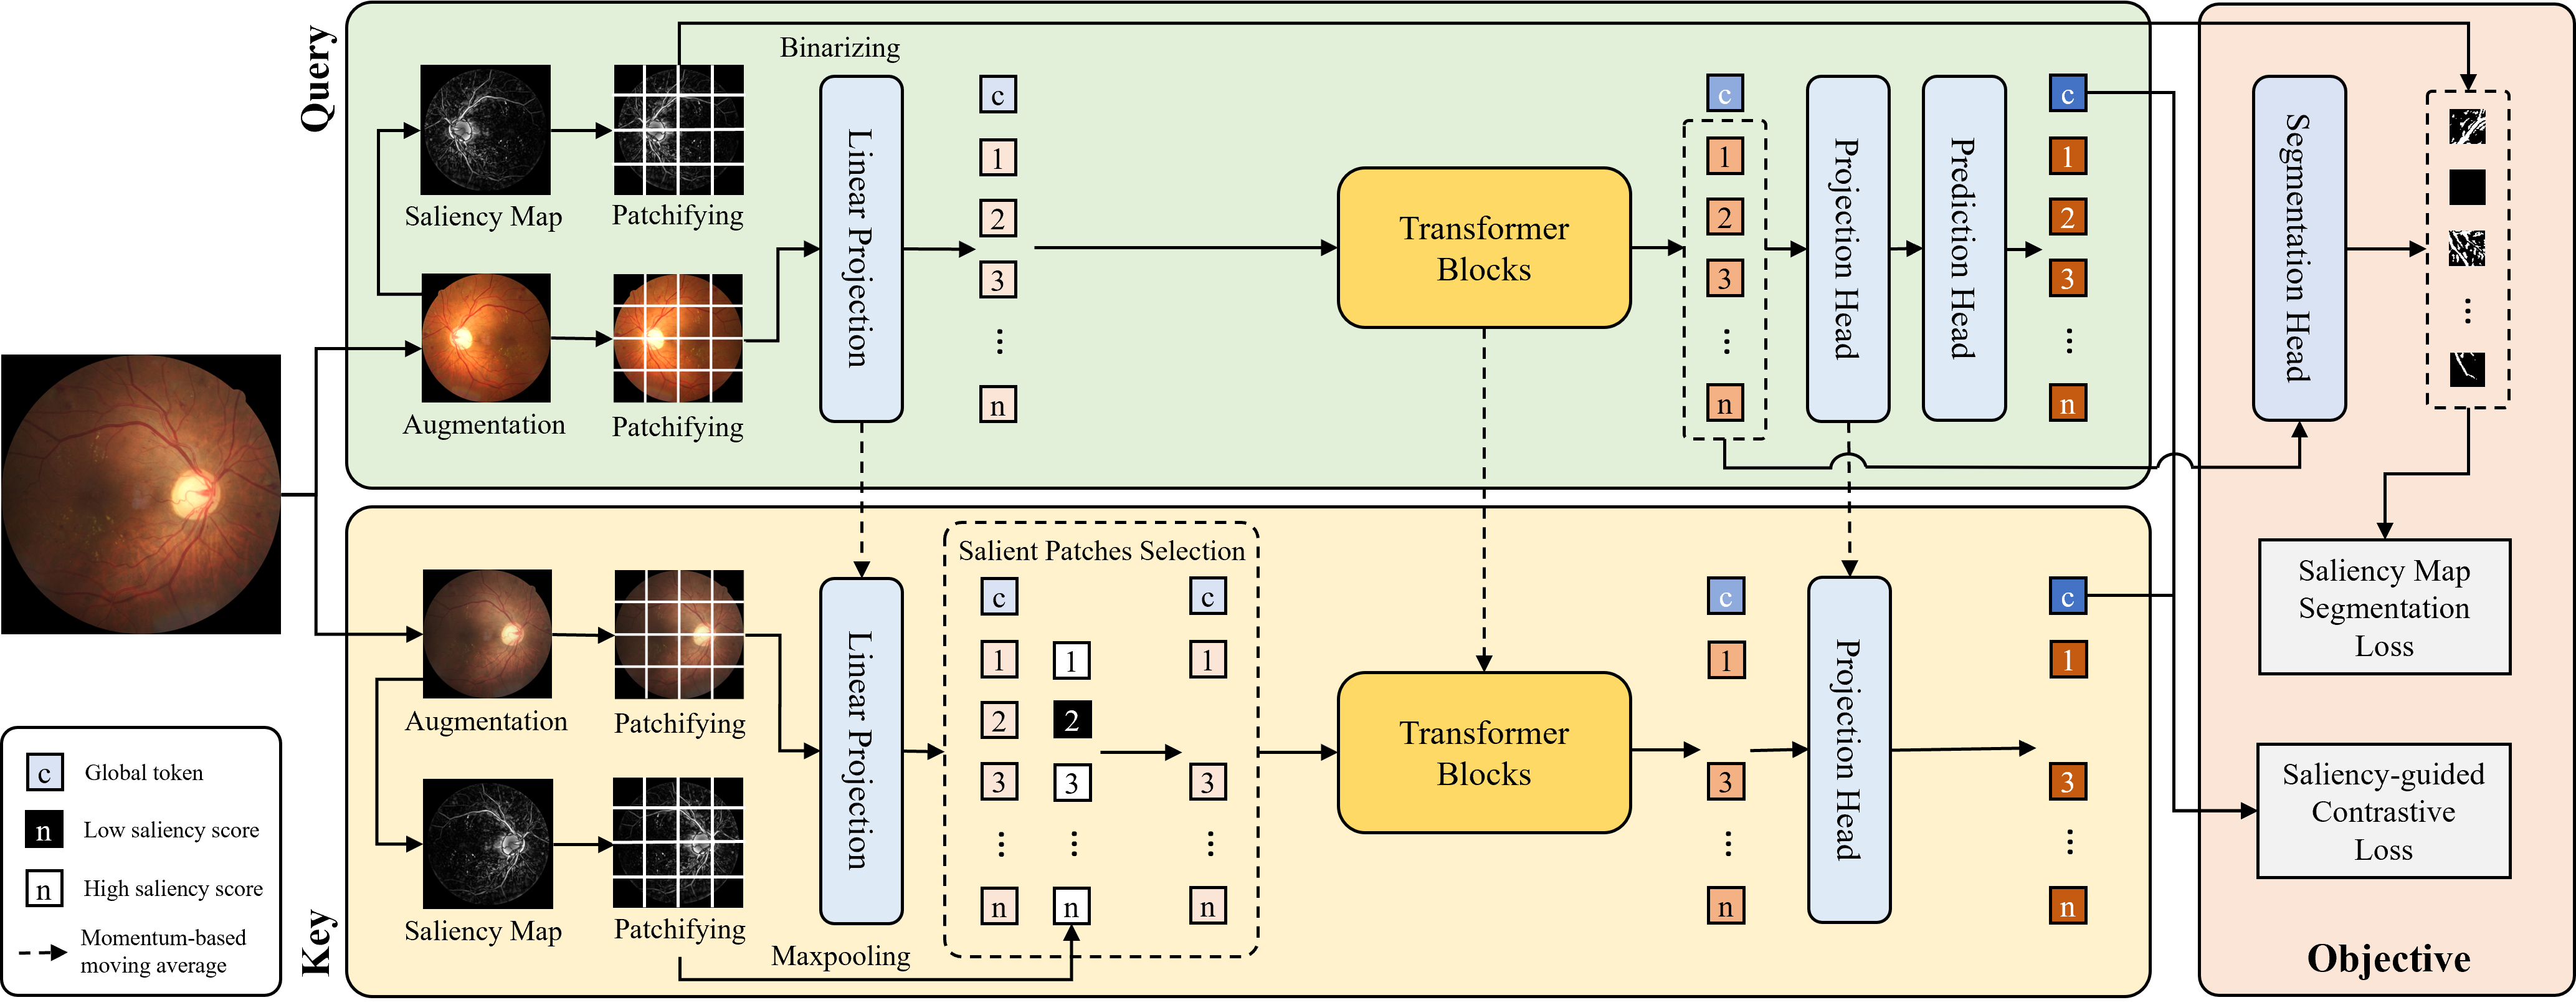 Query
Binarizing
Saliency Map
Patchifying
Augmentation
Patchifying
Linear Projection
c
1
2
3
⋮
n
Transformer
Blocks
c
1
2
3
⋮
n
Projection Head
Prediction Head
c
1
2
3
⋮
n
Key
Augmentation
Patchifying
Saliency Map
Patchifying
Maxpooling
Linear Projection
Salient Patches Selection
c
1
2
3
⋮
n
1
2
3
⋮
n
c
1
3
⋮
n
Transformer
Blocks
c
1
3
⋮
n
Projection Head
c
1
3
⋮
n
Segmentation Head
⋮
Saliency Map
Segmentation
Loss
Saliency-guided
Contrastive
Loss
Objective
c Global token
n Low saliency score
n High saliency score
Momentum-based
moving average